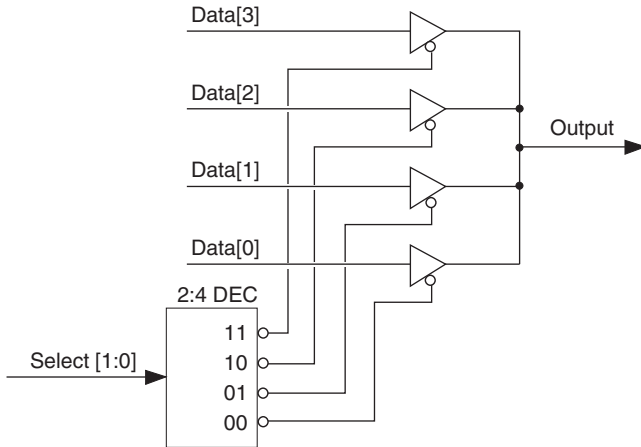 Data[3]
Data[2]
Output
Data[1]
Data[0]
2:4 DEC
11
Select [1:0]
10
01
00